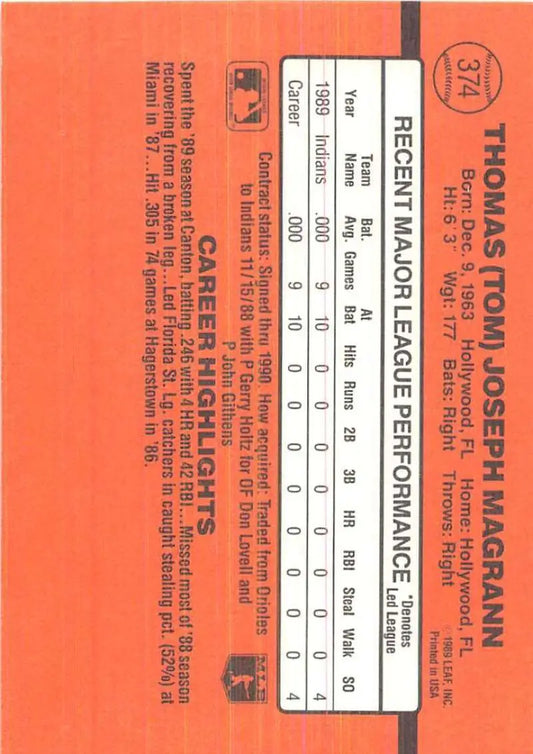 374
THOMAS (TOM) JOSEPH MAGRANN
Born: Dec. 9, 1963 Hollywood, FL Home: Hollywood, FL
Ht: 6' 3" Wgt: 177 Bats: Right Throws: Right
© 1989 LEAF, INC.
Printed in USA
RECENT MAJOR LEAGUE PERFORMANCE
*Denotes
Led League
Year Team Name Bat. Avg. Games At Bat Hits Runs 2B 3B HR RBI Steal Walk SO
1989 Indians .000 9 10 0 0 0 0 0 0 0 0 4
Career .000 9 10 0 0 0 0 0 0 0 0 4
Contract status: Signed thru 1990. How acquired: Traded from Orioles
to Indians 11/15/88 with P Gerry Holtz for OF Don Lovell and
P John Githens
MLB
CAREER HIGHLIGHTS
Spent the '89 season at Canton, batting .246 with 4 HR and 42 RBI...Missed most of '88 season
recovering from a broken leg...Led Florida St. Lg. catchers in caught stealing pct. (52%) at
Miami in '87...Hit .305 in 74 games at Hagerstown in '86.